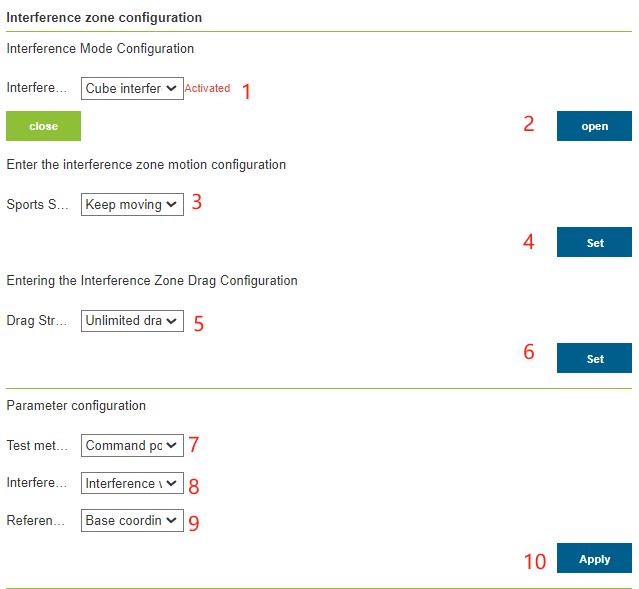 Interference zone configuration
Interference Mode Configuration
Interfere... Cube interfer Activated 1
close 2 open
Enter the interference zone motion configuration
Sports S... Keep moving 3
4 Set
Entering the Interference Zone Drag Configuration
Drag Str... Unlimited dra 5
6 Set
Parameter configuration
Test met... Command po 7
Interfere... Interference 8
Referen... Base coordin 9
10 Apply